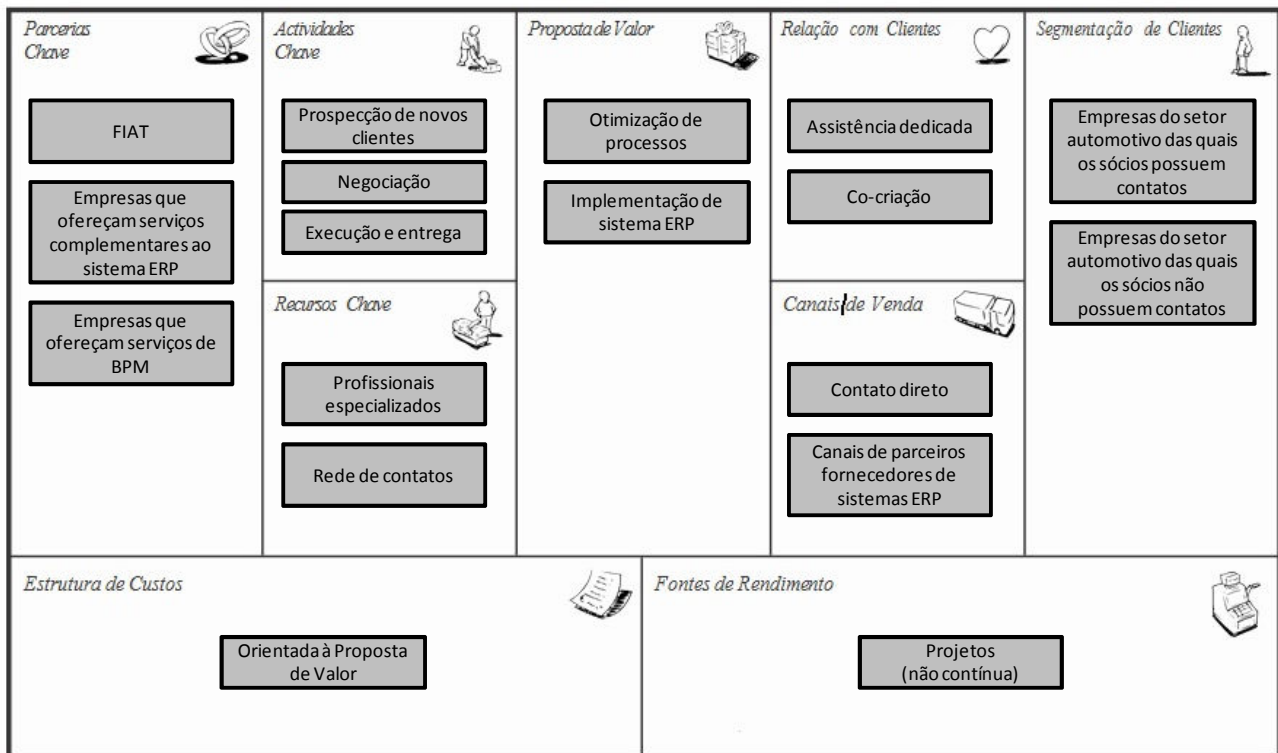 Parcerias
Chave
FIAT
Empresas que
ofereçam serviços
complementares ao
sistema ERP
Empresas que
ofereçam serviços de
BPM
Actividades
Chave
Prospecção de novos
clientes
Negociação
Execução e entrega
Recursos Chave
Profissionais
especializados
Rede de contatos
Proposta de Valor
Otimização de
processos
Implementação de
sistema ERP
Relação com Clientes
Assistência dedicada
Co-criação
Canais de Venda
Contato direto
Canais de parceiros
fornecedores de
sistemas ERP
Segmentação de Clientes
Empresas do setor
automotivo das quais
os sócios possuem
contatos
Empresas do setor
automotivo das quais
os sócios não
possuem contatos
Estrutura de Custos
Orientada à Proposta
de Valor
Fontes de Rendimento
Projetos
(não contínua)